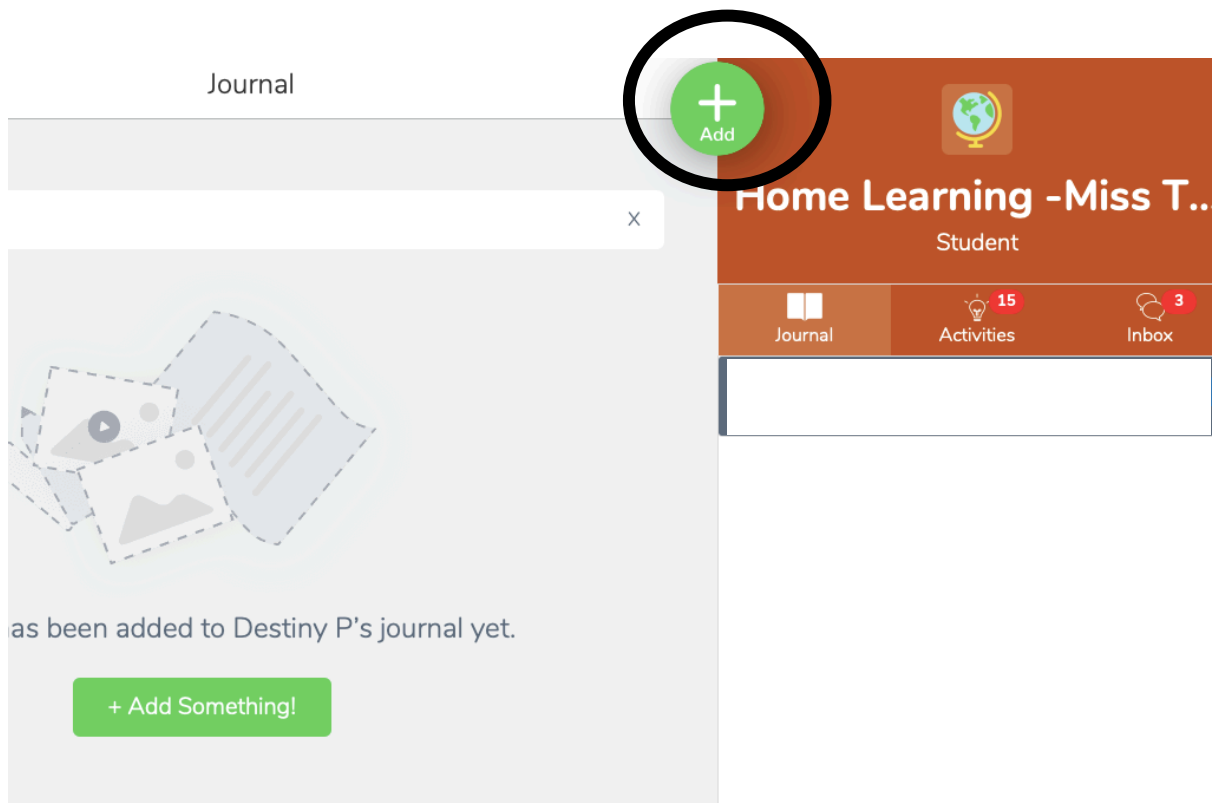 Journal
Add
Home Learning -Miss T...
Student
X
15
3
Journal
Activities
Inbox
been added to Destiny P’s journal yet.
+ Add Something!